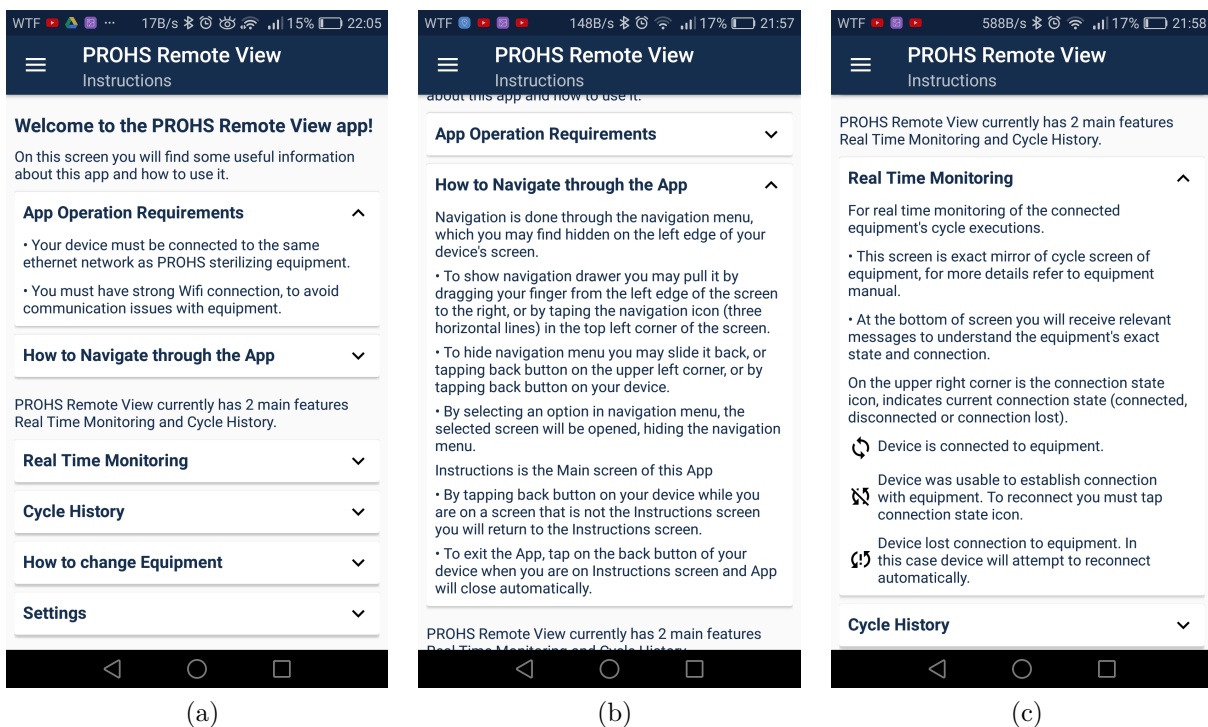 WTF ··· 17B/s 15% 22:05
PROHS Remote View
Instructions
Welcome to the PROHS Remote View app!
On this screen you will find some useful information
about this app and how to use it.
App Operation Requirements
• Your device must be connected to the same
ethernet network as PROHS sterilizing equipment.
• You must have strong Wifi connection, to avoid
communication issues with equipment.
How to Navigate through the App
PROHS Remote View currently has 2 main features
Real Time Monitoring and Cycle History.
Real Time Monitoring
Cycle History
How to change Equipment
Settings
(a)
WTF 148B/s 17% 21:57
PROHS Remote View
Instructions
about this app and how to use it.
App Operation Requirements
How to Navigate through the App
Navigation is done through the navigation menu,
which you may find hidden on the left edge of your
device's screen.
• To show navigation drawer you may pull it by
dragging your finger from the left edge of the screen
to the right, or by taping the navigation icon (three
horizontal lines) in the top left corner of the screen.
• To hide navigation menu you may slide it back, or
tapping back button on the upper left corner, or by
tapping back button on your device.
• By selecting an option in navigation menu, the
selected screen will be opened, hiding the navigation
menu.
Instructions is the Main screen of this App
• By tapping back button on your device while you
are on a screen that is not the Instructions screen
you will return to the Instructions screen.
• To exit the App, tap on the back button of your
device when you are on Instructions screen and App
will close automatically.
PROHS Remote View currently has 2 main features
Real Time Monitoring and Cycle History.
(b)
WTF 588B/s 17% 21:58
PROHS Remote View
Instructions
PROHS Remote View currently has 2 main features
Real Time Monitoring and Cycle History.
Real Time Monitoring
For real time monitoring of the connected
equipment's cycle executions.
• This screen is exact mirror of cycle screen of
equipment, for more details refer to equipment
manual.
• At the bottom of screen you will receive relevant
messages to understand the equipment's exact
state and connection.
On the upper right corner is the connection state
icon, indicates current connection state (connected,
disconnected or connection lost).
Device is connected to equipment.
Device was usable to establish connection
with equipment. To reconnect you must tap
connection state icon.
Device lost connection to equipment. In
this case device will attempt to reconnect
automatically.
Cycle History
(c)